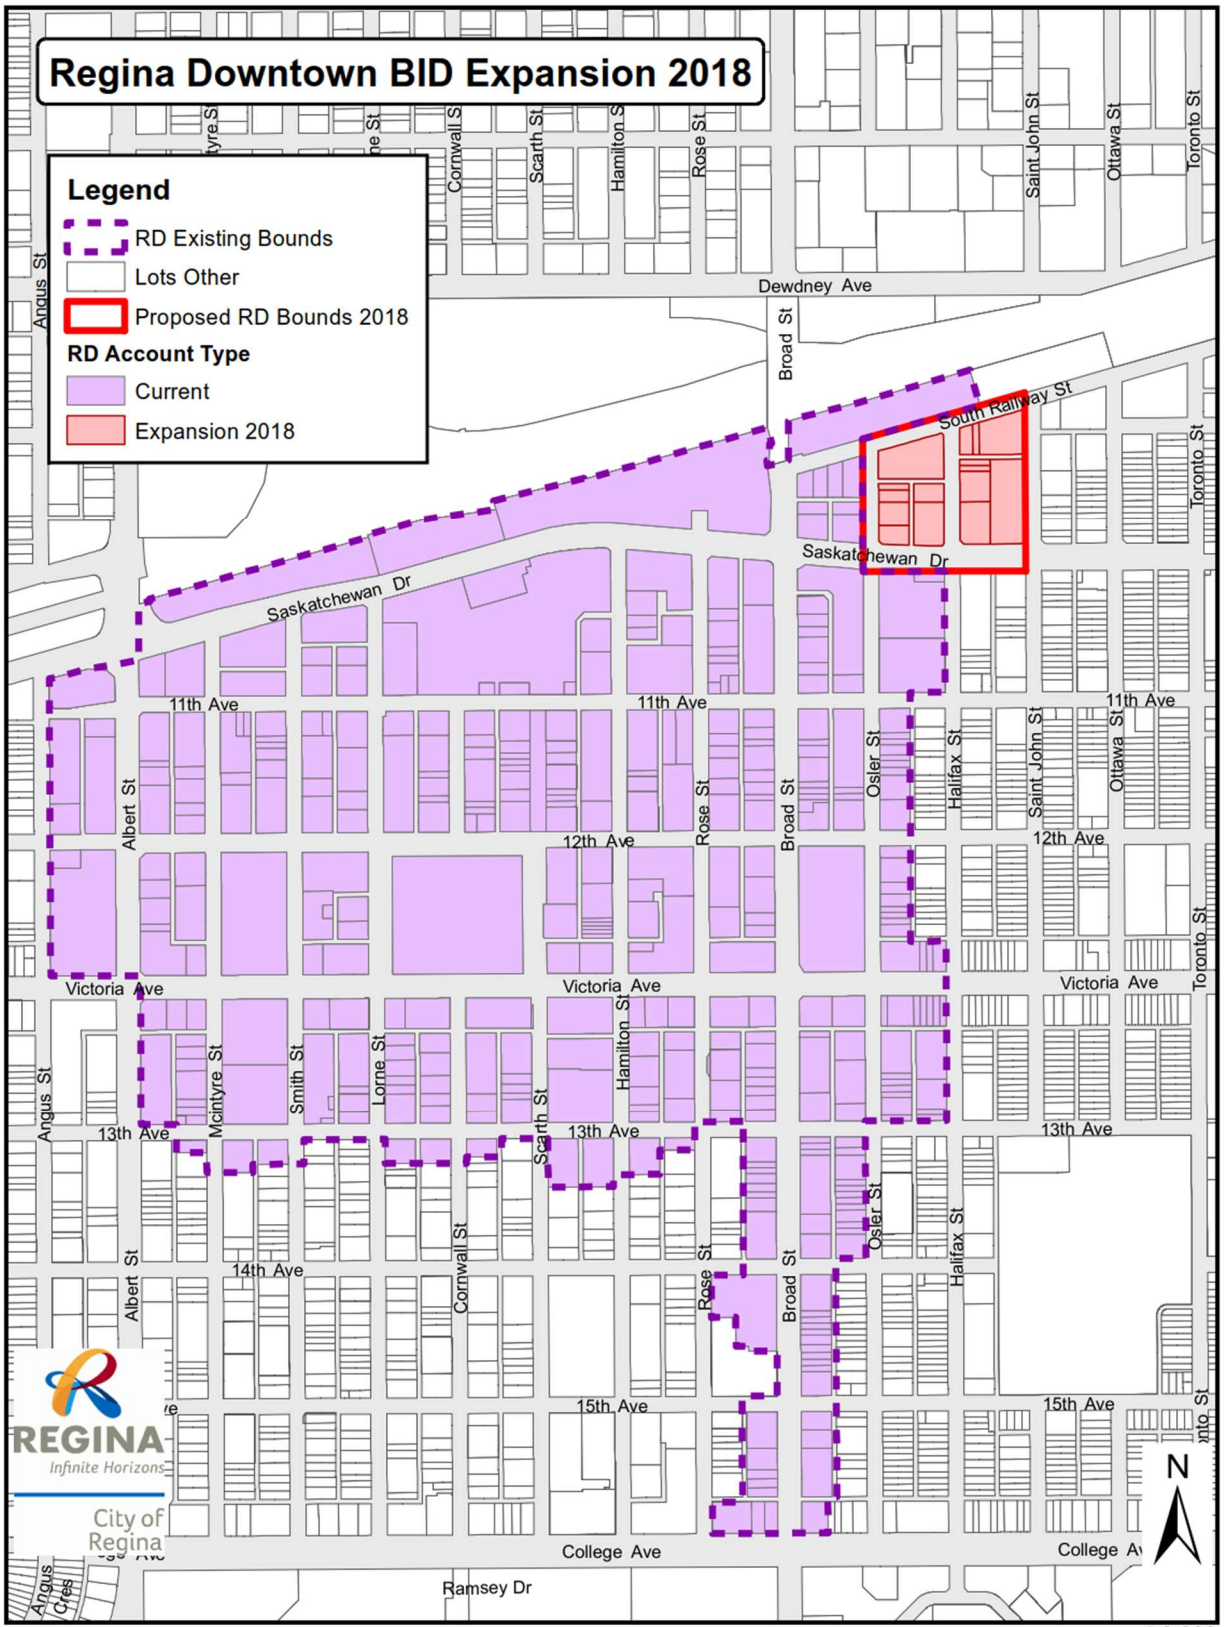 Regina Downtown BID Expansion 2018
Cornwall S
Scarth St
Hamilton S
Rose St
Saint John St
Ottawa St
Toronto St
Legend
RD Existing Bounds
Lots Other
Proposed RD Bounds 2018
RD Account Type
Current
Expansion 2018
Angus St
Dewdney Ave
Broad St
South Railway St
Toronto St
Saskatchewan Dr
Saskatchewan Dr
11th Ave
11th Ave
11th Ave
Albert St
Rose St
Broad St
Osler St
Halifax St
Saint John St
Ottawa St
12th Ave
12th Ave
Toronto St
Victoria Ave
Victoria Ave
Victoria Ave
Angus St
Mcintyre St
Smith St
Lorne St
Scarth St
Hamilton St
13th Ave
13th Ave
13th Ave
Albert St
14th Ave
Cornwall St
Rose St
Broad St
Osler St
Halifax St
ve
15th Ave
15th Ave
nto St
REGINA
Infinite Horizons
City of
Regina
N
College Ave
College Av
Angus
Cres
Ramsey Dr